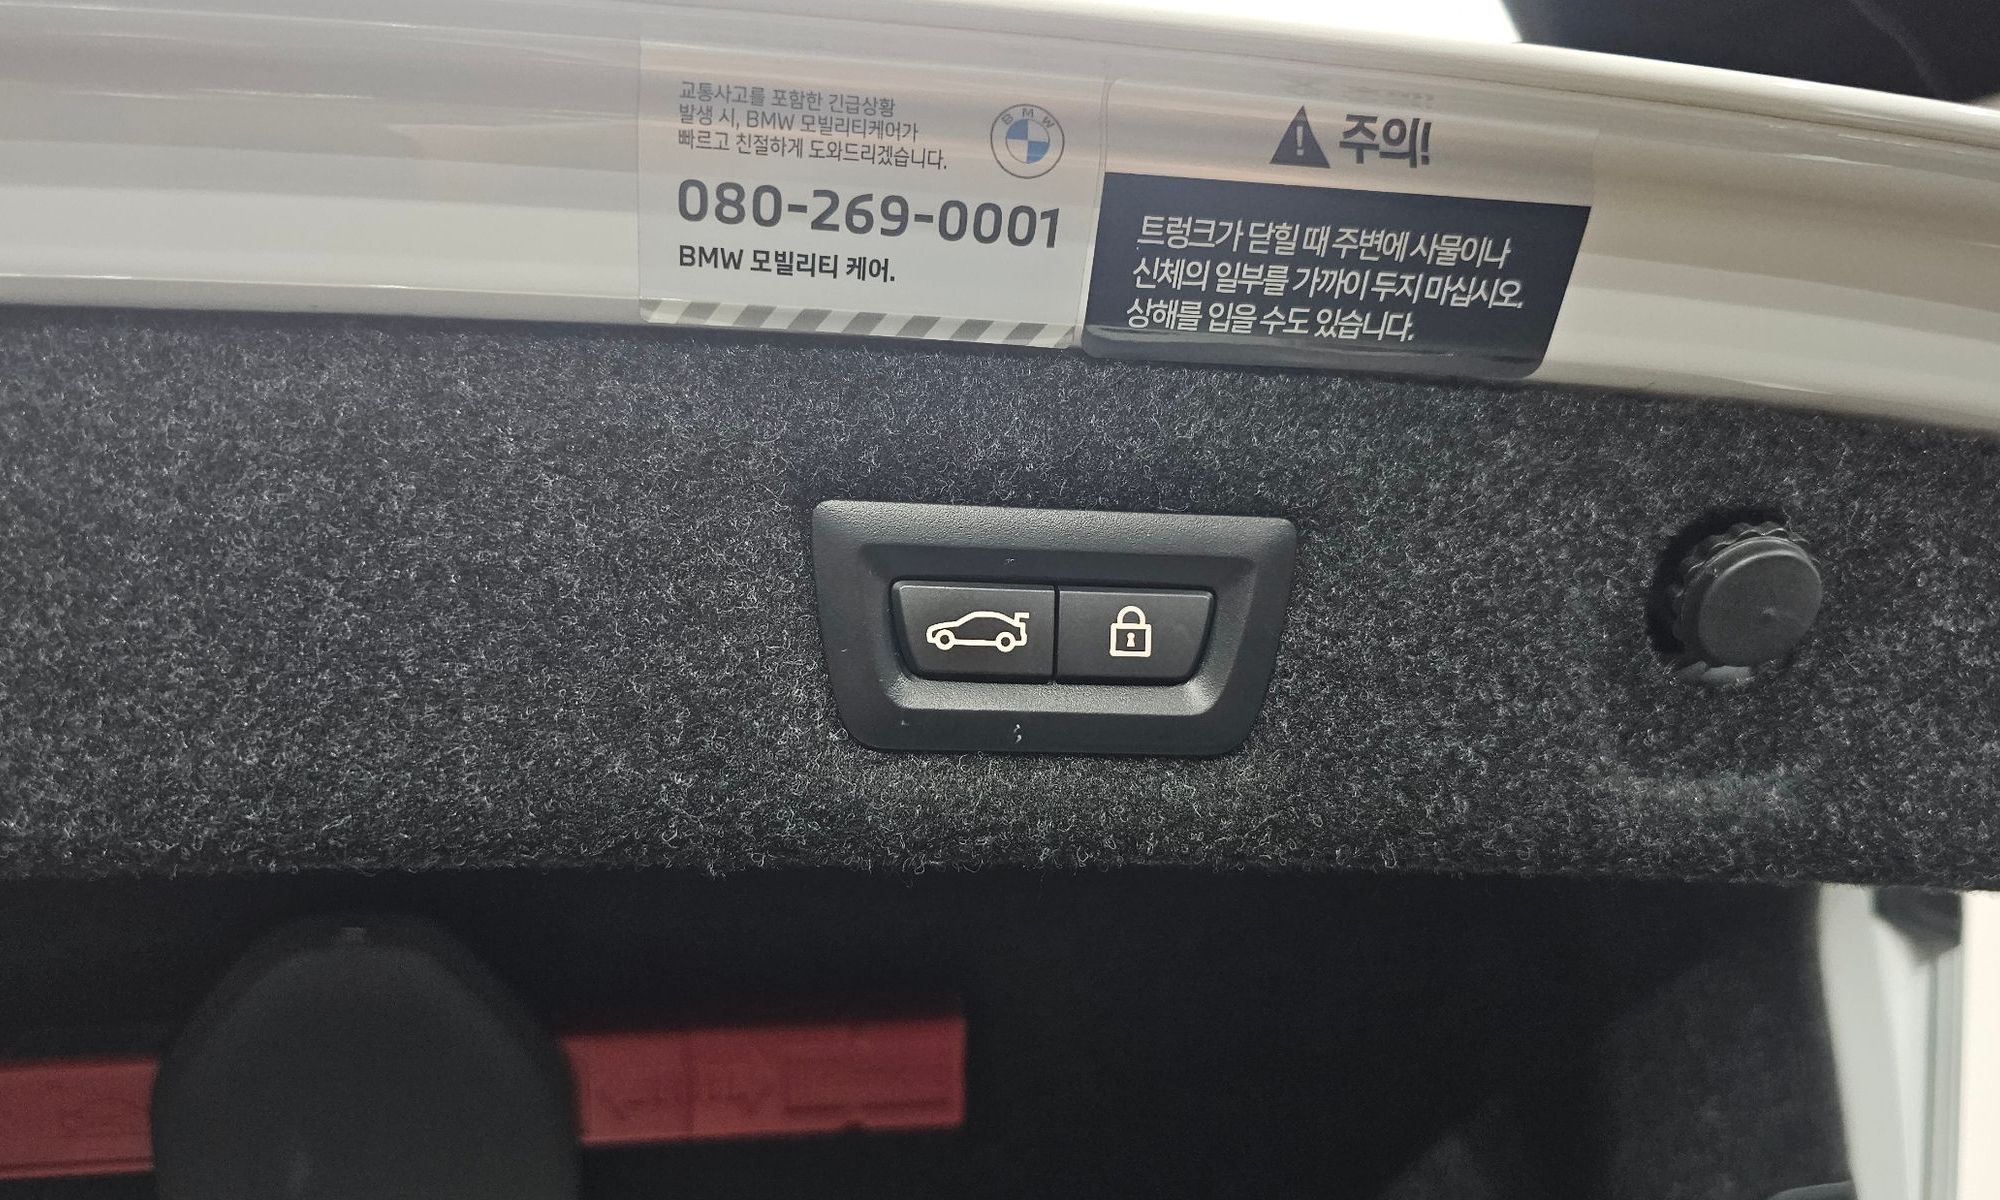 교통사고를 포함한 긴급상황
발생 시, BMW 모빌리티케어가
빠르고 친절하게 도와드리겠습니다.
BMW
080-269-0001
BMW 모빌리티 케어.
주의!
트렁크가 닫힐 때 주변에 사물이나
신체의 일부를 가까이 두지 마십시오.
상해를 입을 수도 있습니다.